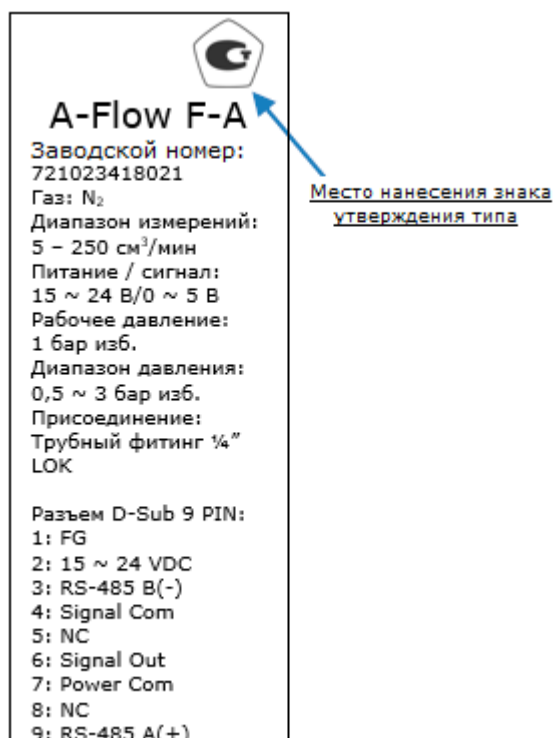 A-Flow F-A
Заводской номер:
721023418021
Газ: N₂
Диапазон измерений:
5 – 250 см³/мин
Питание / сигнал:
15 ~ 24 В/0 ~ 5 В
Рабочее давление:
1 бар изб.
Диапазон давления:
0,5 ~ 3 бар изб.
Присоединение:
Трубный фитинг ¼”
LOK
Разъем D-Sub 9 PIN:
1: FG
2: 15 ~ 24 VDC
3: RS-485 B(-)
4: Signal Com
5: NC
6: Signal Out
7: Power Com
8: NC
9: RS-485 A(+)
Место нанесения знака
утверждения типа